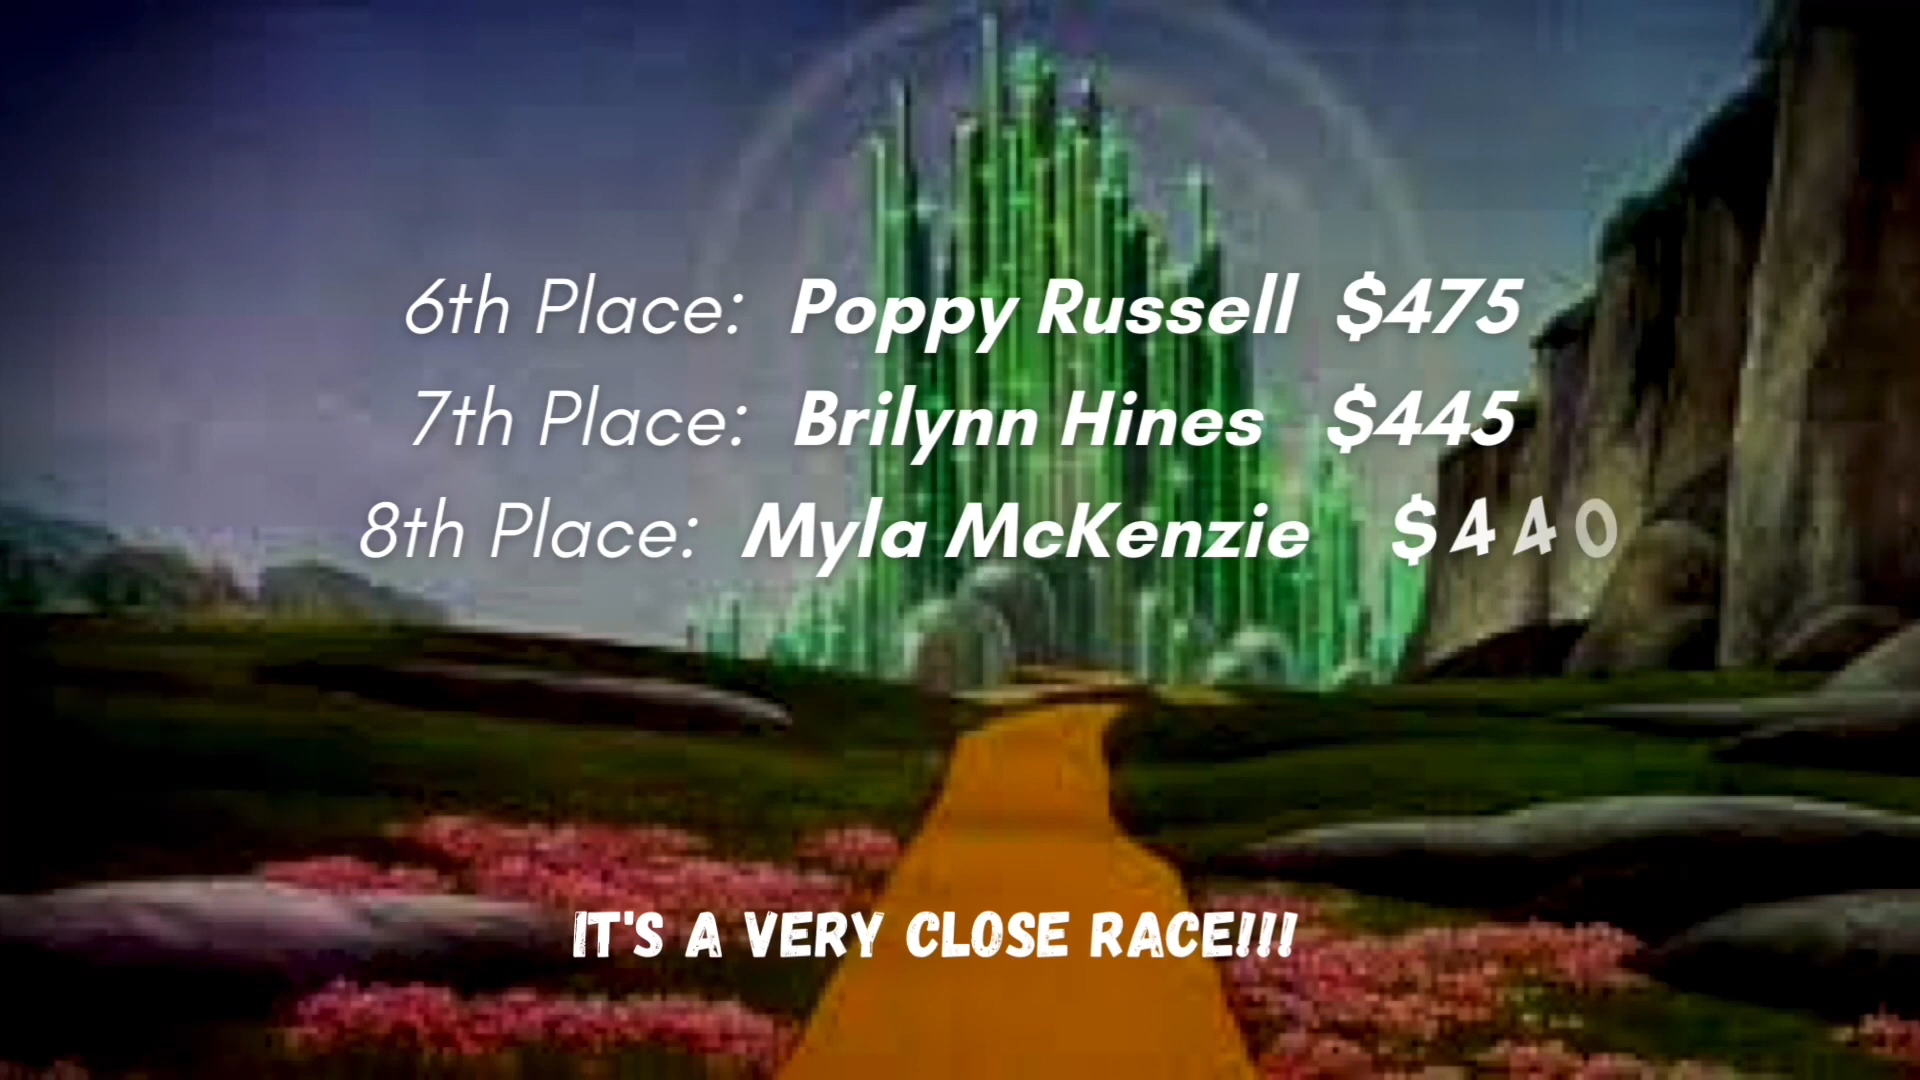 6th Place: Poppy Russell $475
7th Place: Brilynn Hines $445
8th Place: Myla McKenzie $440
IT'S A VERY CLOSE RACE!!!